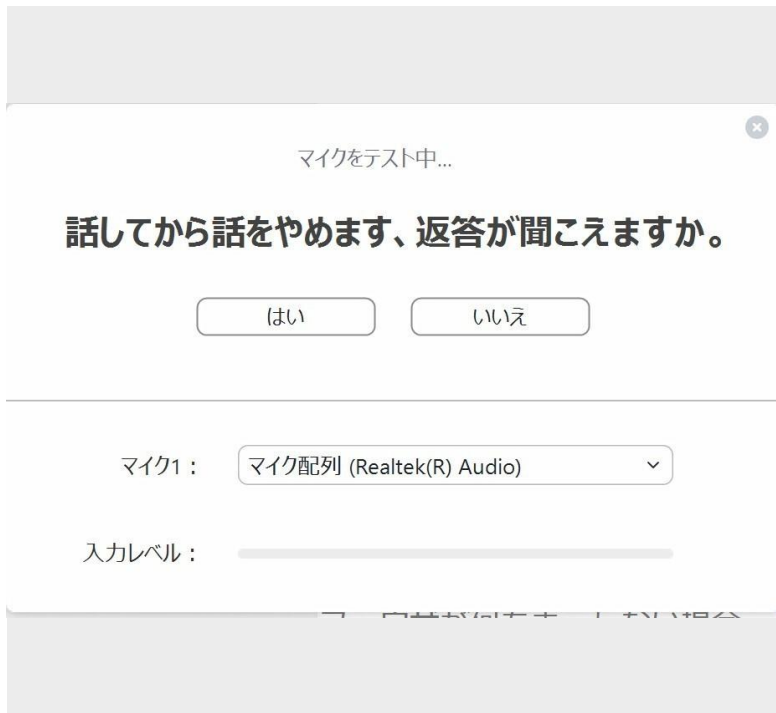 マイクをテスト中...
話してから話をやめます、返答が聞こえますか。
はい
いいえ
マイク1：
マイク配列 (Realtek(R) Audio)
入力レベル：